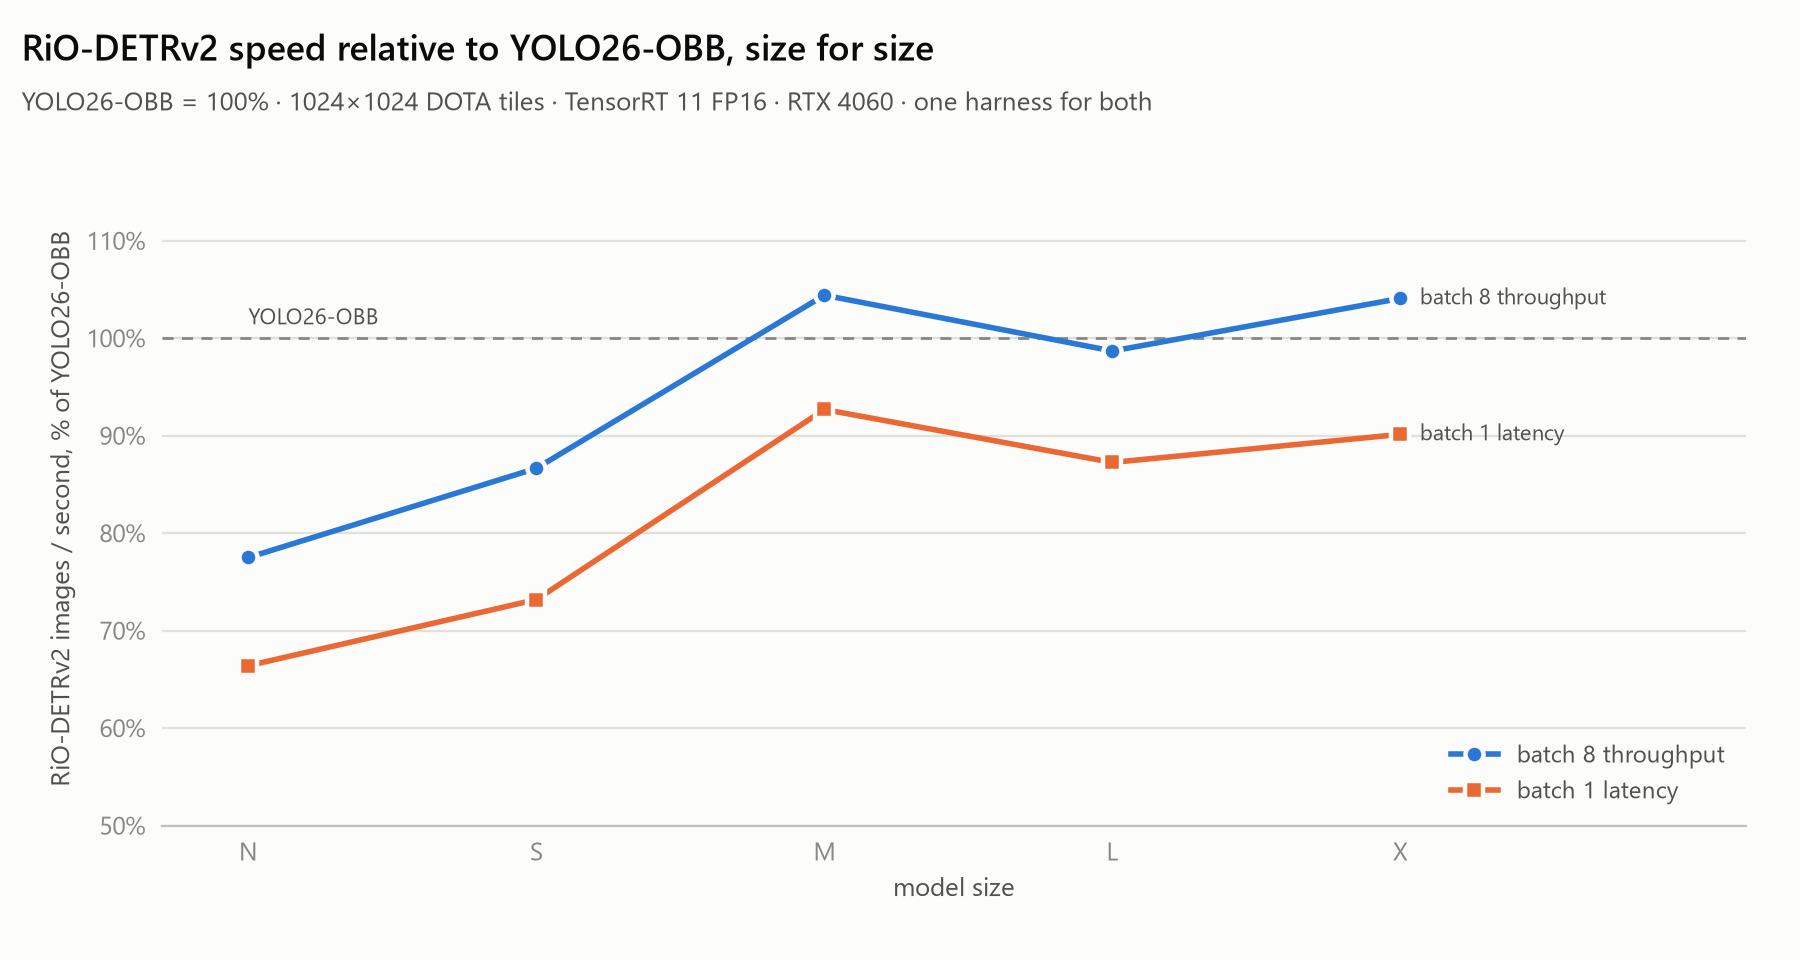 RiO-DETRv2 speed relative to YOLO26-OBB, size for size
YOLO26-OBB = 100% · 1024×1024 DOTA tiles · TensorRT 11 FP16 · RTX 4060 · one harness for both
RiO-DETRv2 images / second, % of YOLO26-OBB
110%
100%
90%
80%
70%
60%
50%
YOLO26-OBB
batch 8 throughput
batch 1 latency
batch 8 throughput
batch 1 latency
N
S
M
L
X
model size